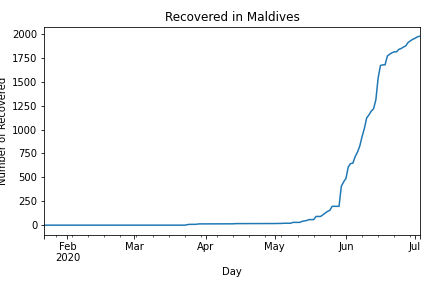 Recovered in Maldives
Number of Recovered
2000
1750
1500
1250
1000
750
500
250
0
Feb
2020
Mar
Apr
May
Jun
Jul
Day